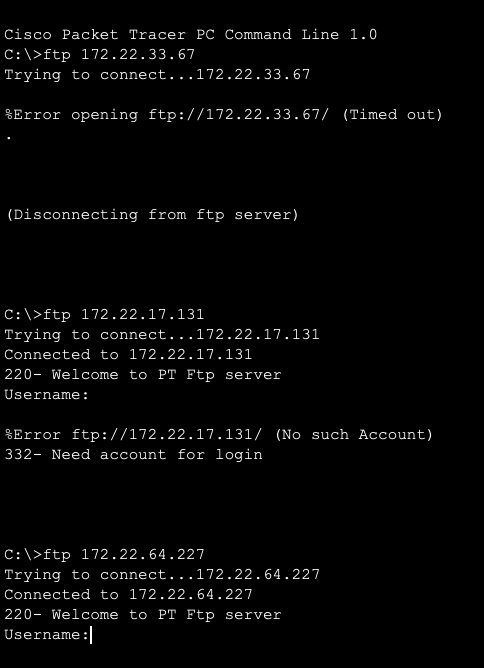 Cisco Packet Tracer PC Command Line 1.0
C:\>ftp 172.22.33.67
Trying to connect...172.22.33.67
%Error opening ftp://172.22.33.67/ (Timed out)
.
(Disconnecting from ftp server)
C:\>ftp 172.22.17.131
Trying to connect...172.22.17.131
Connected to 172.22.17.131
220- Welcome to PT Ftp server
Username:
%Error ftp://172.22.17.131/ (No such Account)
332- Need account for login
C:\>ftp 172.22.64.227
Trying to connect...172.22.64.227
Connected to 172.22.64.227
220- Welcome to PT Ftp server
Username: